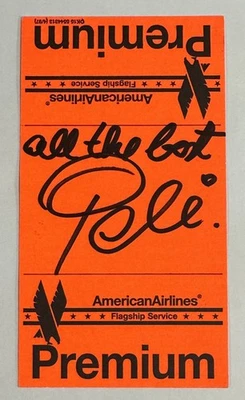 Premium
AmericanAirlines®
Flagship Service
all the best
Pelé.
AmericanAirlines®
★ ★ ★ ★ Flagship Service ★ ★ ★ ★
Premium